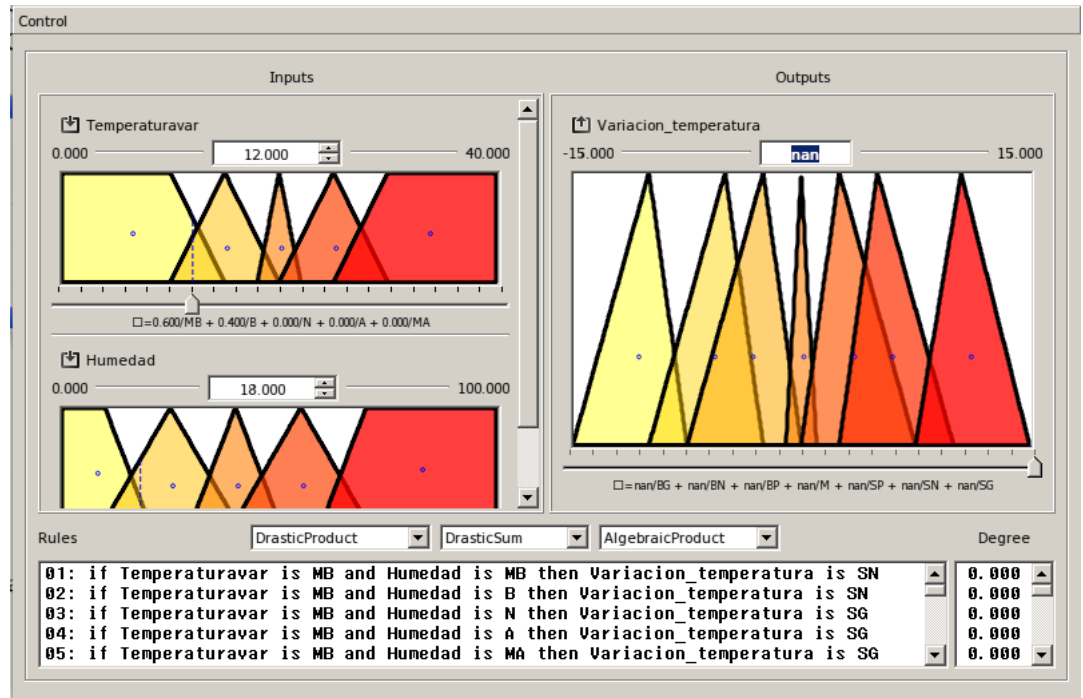 Control
Inputs
Outputs
Temperaturavar
0.000 12.000 40.000
□=0.600/MB + 0.400/B + 0.000/N + 0.000/A + 0.000/MA
Humedad
0.000 18.000 100.000
Variacion_temperatura
-15.000 nan 15.000
□=nan/BG + nan/BN + nan/BP + nan/M + nan/SP + nan/SN + nan/SG
Rules DrasticProduct DrasticSum AlgebraicProduct Degree
01: if Temperaturavar is MB and Humedad is MB then Variacion_temperatura is SN 0.000
02: if Temperaturavar is MB and Humedad is B then Variacion_temperatura is SN 0.000
03: if Temperaturavar is MB and Humedad is N then Variacion_temperatura is SG 0.000
04: if Temperaturavar is MB and Humedad is A then Variacion_temperatura is SG 0.000
05: if Temperaturavar is MB and Humedad is MA then Variacion_temperatura is SG 0.000